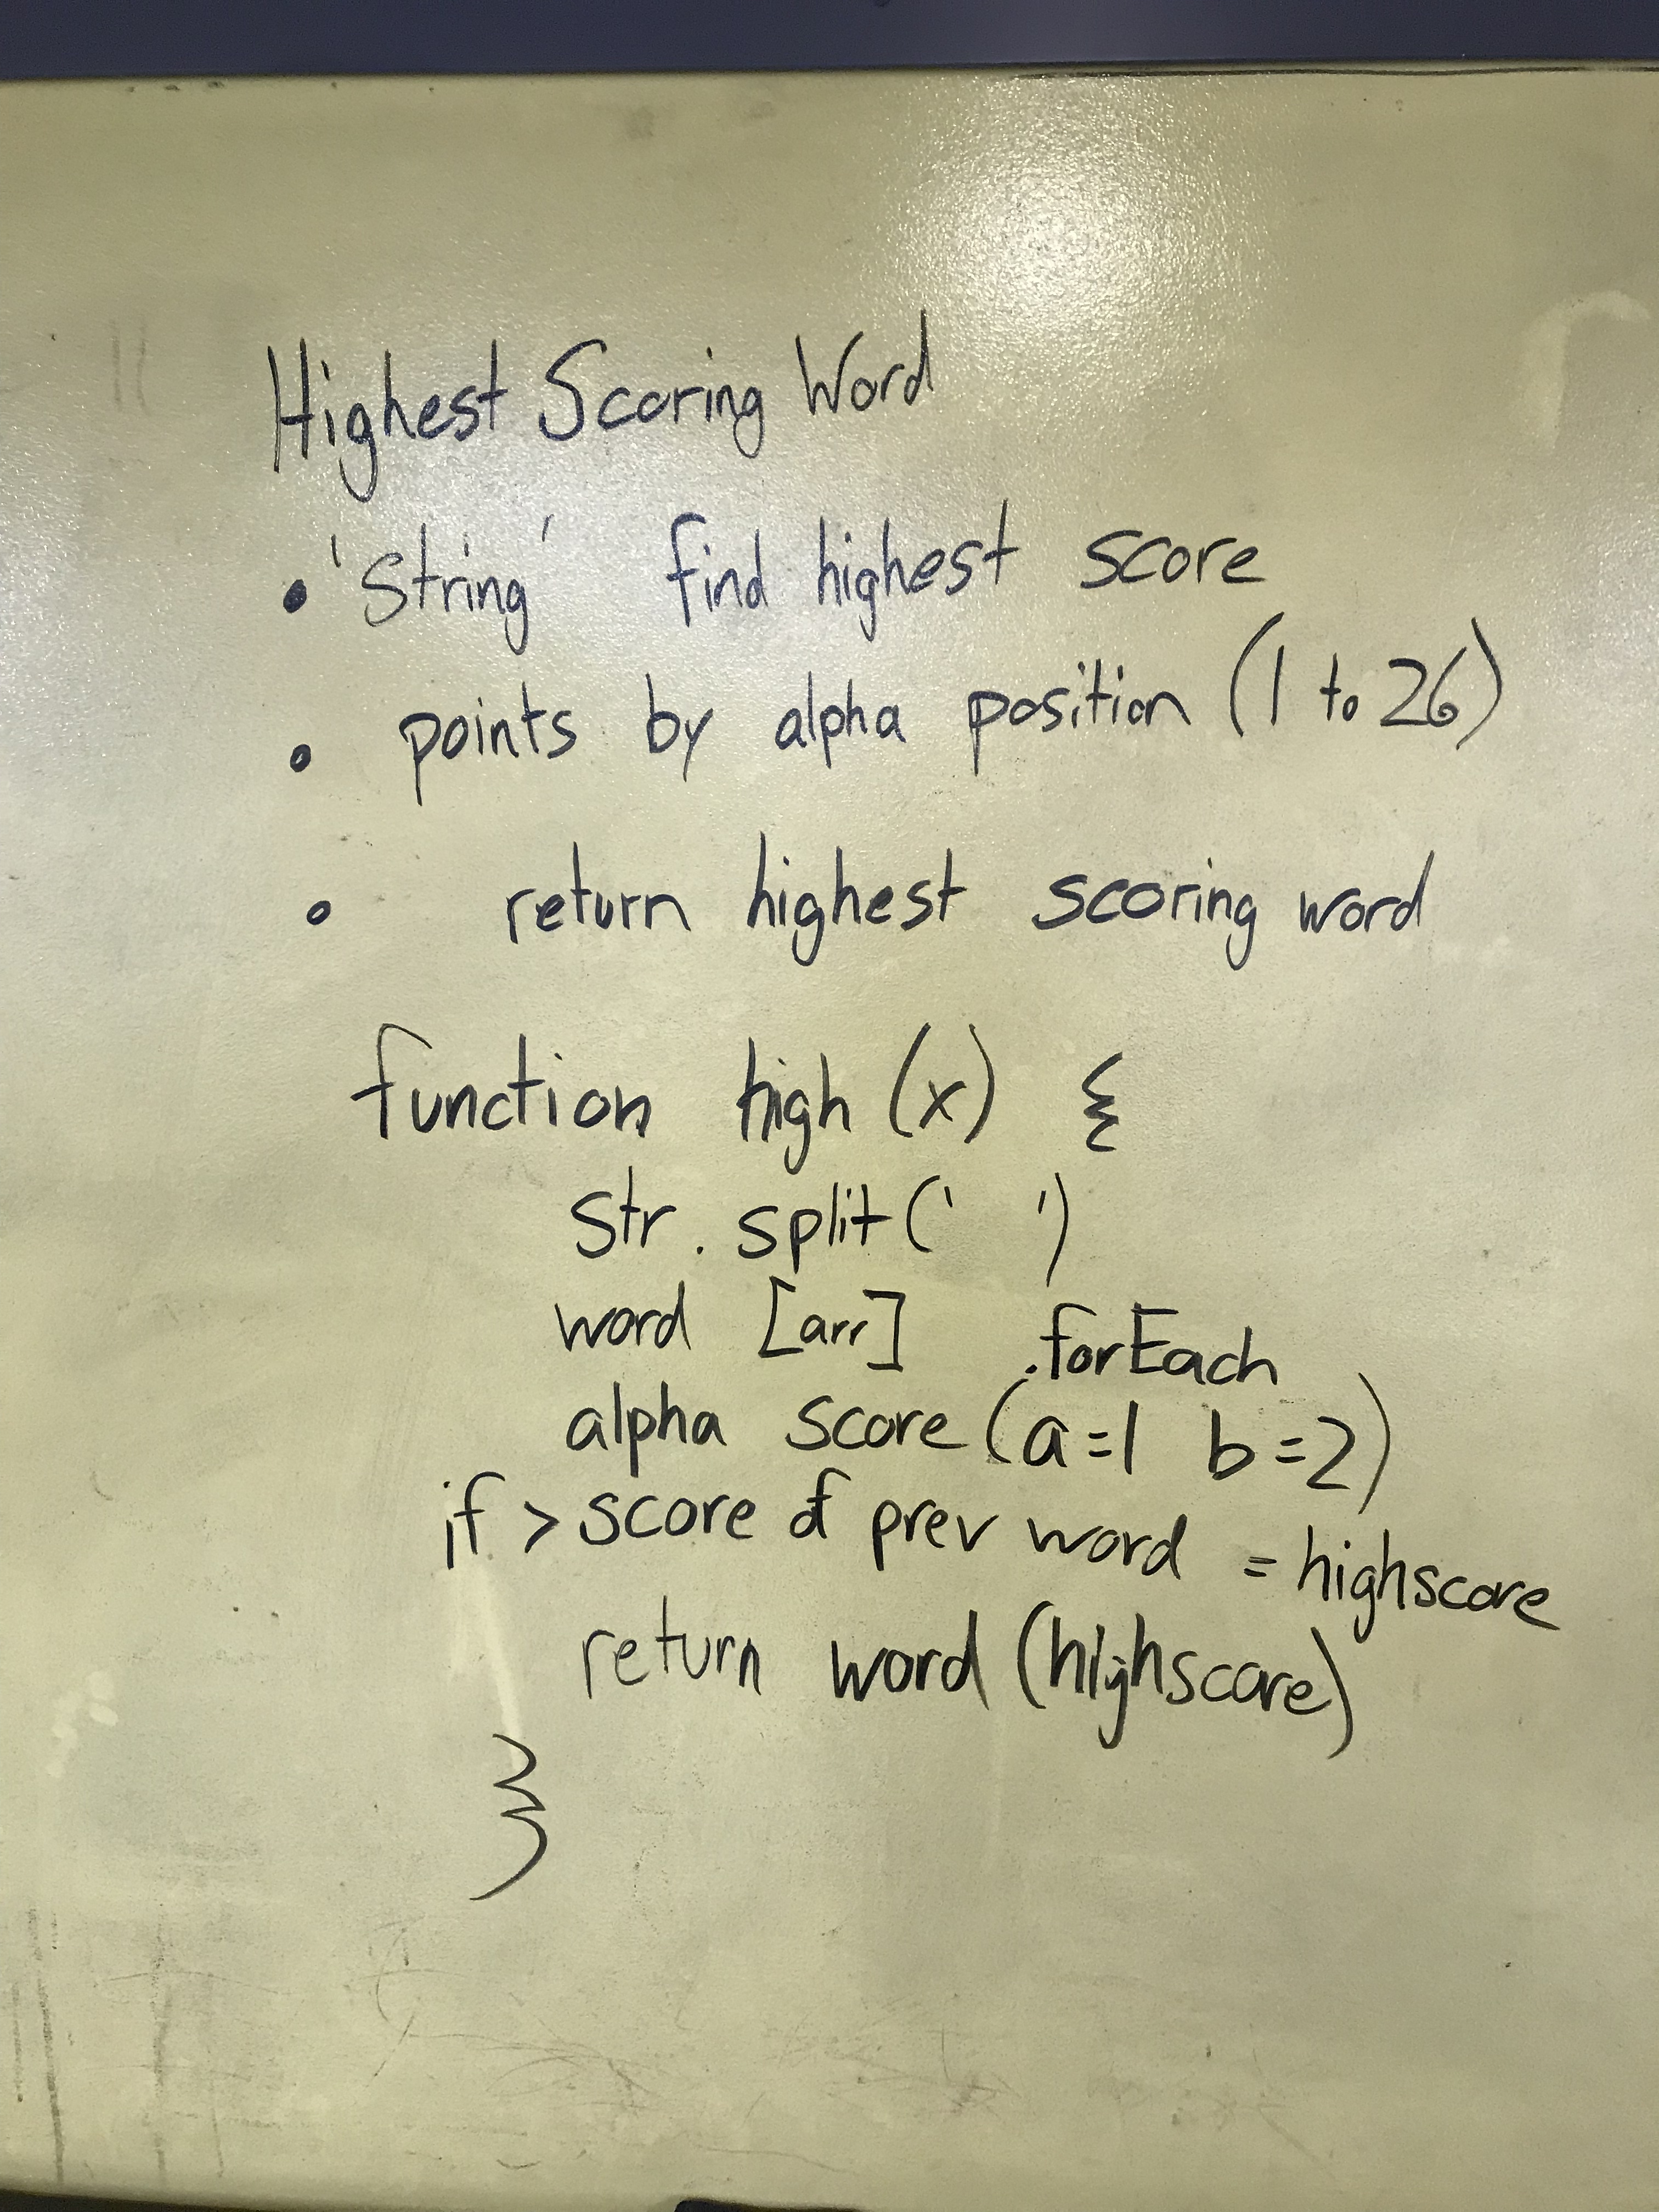 Highest Scoring Word
• 'String' find highest score
• points by alpha position (1 to 26)
• return highest scoring word
function high (x) {
str. split(' ')
word [arr] .forEach
alpha score (a=1 b=2)
if > score of prev word = highscore
return word (highscore)
}